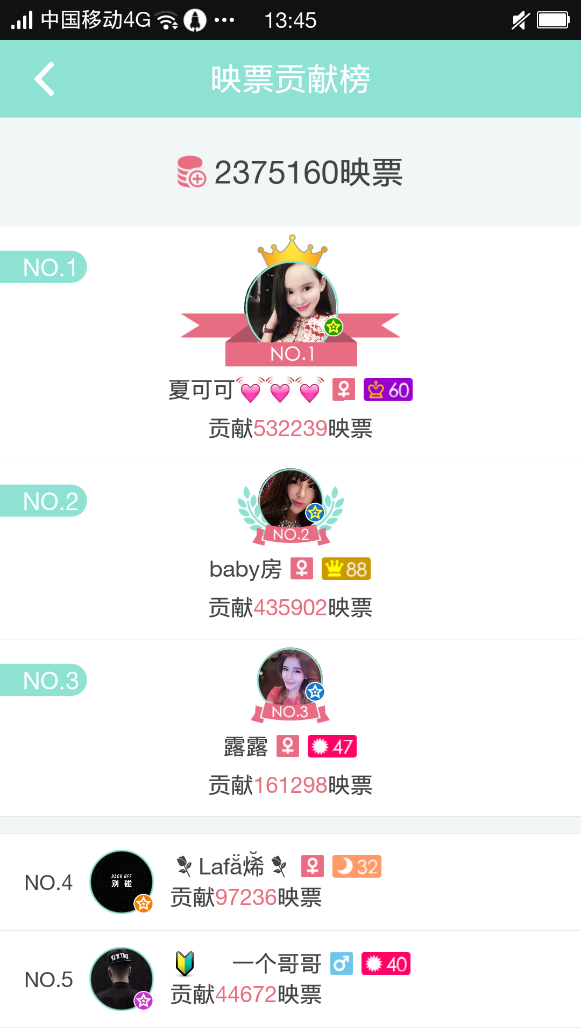 中国移动4G 13:45
映票贡献榜
2375160映票
NO.1
NO.1
夏可可 60
贡献532239映票
NO.2
NO.2
baby房 88
贡献435902映票
NO.3
NO.3
露露 47
贡献161298映票
NO.4
Lafǎ烯 32
贡献97236映票
NO.5
一个哥哥 40
贡献44672映票